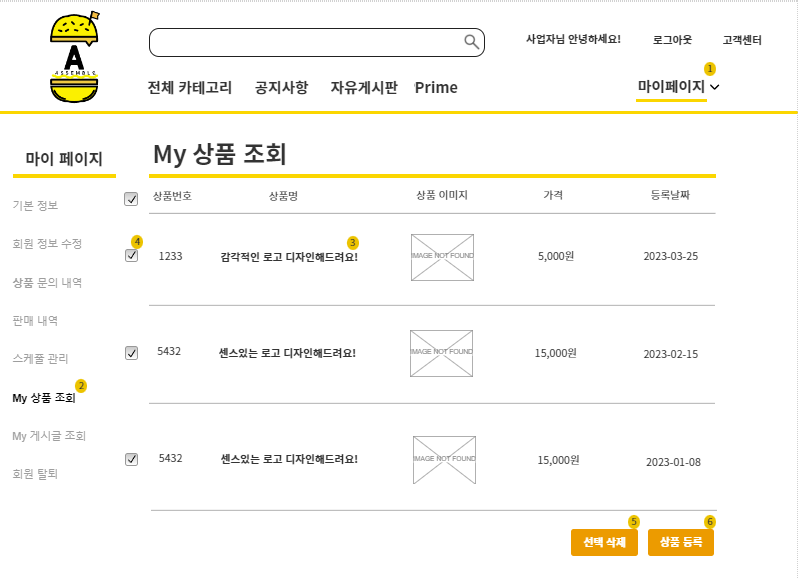 A
ASSEMBLE
사업자님 안녕하세요! 로그아웃 고객센터
1
전체 카테고리 공지사항 자유게시판 Prime 마이페이지
마이 페이지
My 상품 조회
상품번호 상품명 상품 이미지 가격 등록날짜
기본 정보
회원 정보 수정
상품 문의 내역
판매 내역
스케줄 관리
2
My 상품 조회
My 게시글 조회
회원 탈퇴
4 3
1233 감각적인 로고 디자인해드려요! IMAGE NOT FOUND 5,000원 2023-03-25
5432 센스있는 로고 디자인해드려요! IMAGE NOT FOUND 15,000원 2023-02-15
5432 센스있는 로고 디자인해드려요! IMAGE NOT FOUND 15,000원 2023-01-08
5 6
선택 삭제 상품 등록